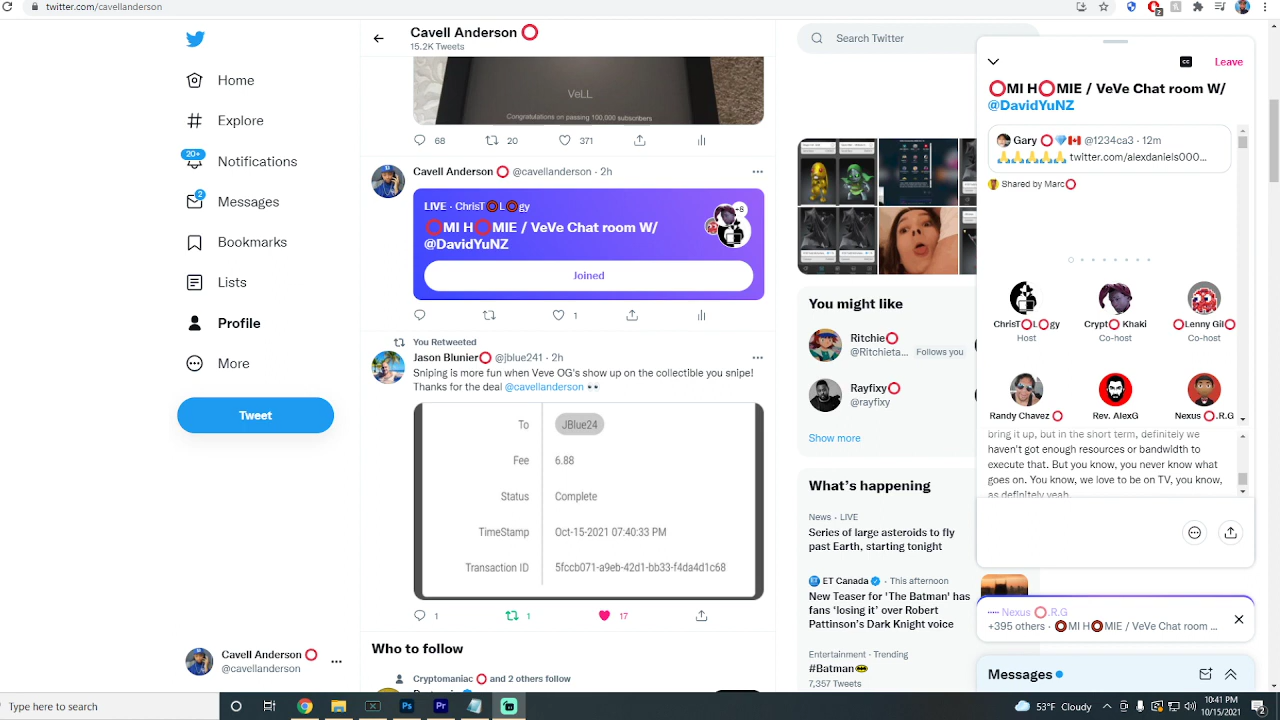 twitter.com/cavellanderson
Home
Explore
20+
Notifications
2
Messages
Bookmarks
Lists
Profile
More
Tweet
Cavell Anderson ⭕
@cavellanderson
Cavell Anderson ⭕
15.2K Tweets
VeLL
Congratulations on passing 100,000 subscribers
68 20 371
Cavell Anderson ⭕ @cavellanderson · 2h
LIVE · ChrisT⭕L⭕gy
+8
⭕MI H⭕MIE / VeVe Chat room W/
@DavidYuNZ
Joined
1
You Retweeted
Jason Blunier⭕ @jblue241 · 2h
Sniping is more fun when Veve OG's show up on the collectible you snipe!
Thanks for the deal @cavellanderson 👀
To JBlue24
Fee 6.88
Status Complete
TimeStamp Oct-15-2021 07:40:33 PM
Transaction ID 5fccb071-a9eb-42d1-bb33-f4da4d1c68
1 1 17
Who to follow
Cryptomaniac ⭕ and 2 others follow
Search Twitter
You might like
Ritchie⭕
@Ritchieta... Follows you
Rayfixy⭕
@rayfixy
Show more
What's happening
News · LIVE
Series of large asteroids to fly
past Earth, starting tonight
ET Canada · This afternoon
New Teaser for 'The Batman' has
fans 'losing it' over Robert
Pattinson's Dark Knight voice
Entertainment · Trending
#Batman
7,357 Tweets
CC
Leave
⭕MI H⭕MIE / VeVe Chat room W/
@DavidYuNZ
Gary ⭕💎🇨🇦 @1234ca3 · 12m
🙏🙏🙏🙏🙏 twitter.com/alexdaniels000...
Shared by Marc⭕
ChrisT⭕L⭕gy
Host
Crypt⭕ Khaki
Co-host
⭕Lenny Gil⭕
Co-host
Randy Chavez ⭕
Rev. AlexG
Nexus ⭕.R.G
bring it up, but in the short term, definitely we
haven't got enough resources or bandwidth to
execute that. But you know, you never know what
goes on. You know, we love to be on TV, you know,
as definitely yeah.
Nexus ⭕.R.G
+395 others · ⭕MI H⭕MIE / VeVe Chat room ...
Messages
Type here to search
53°F Cloudy
10:41 PM
10/15/2021
2